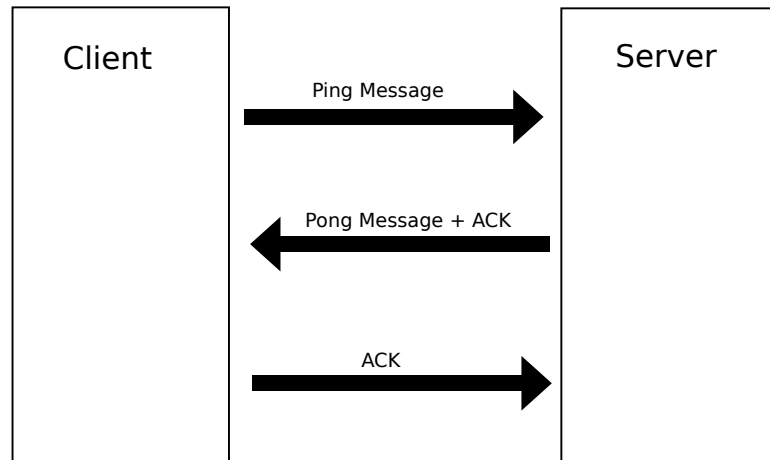 Client
Server
Ping Message
Pong Message + ACK
ACK